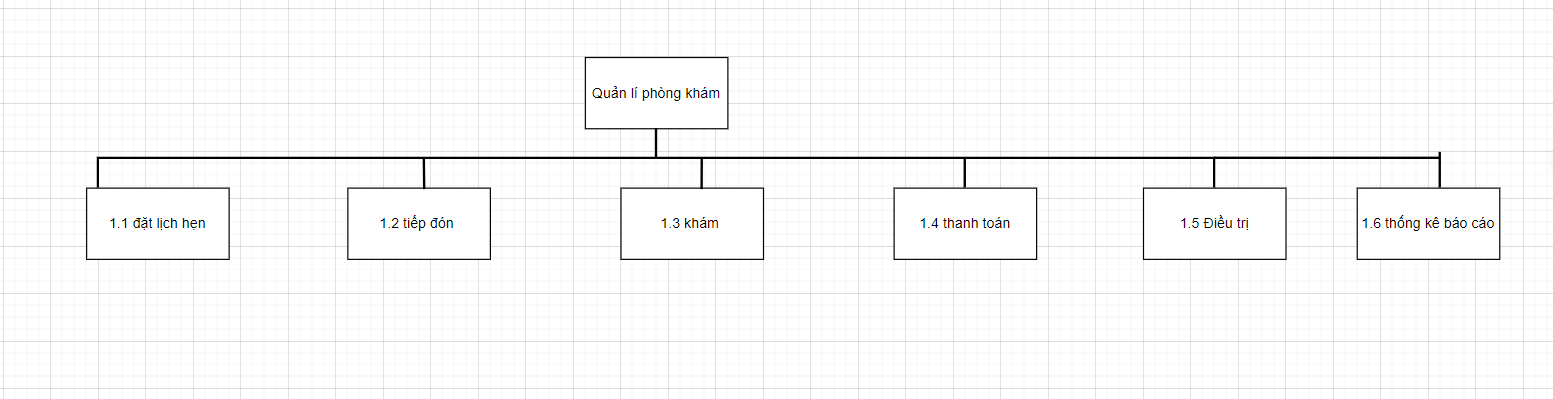 Quản lí phòng khám
1.1 đặt lịch hẹn
1.2 tiếp đón
1.3 khám
1.4 thanh toán
1.5 Điều trị
1.6 thống kê báo cáo